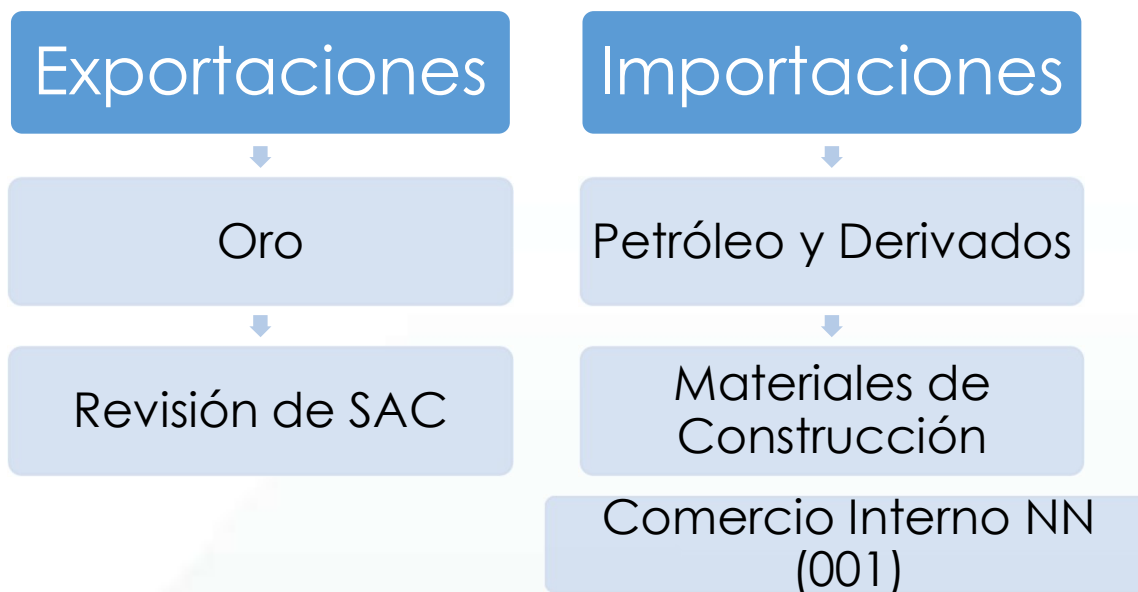 Exportaciones
Oro
Revisión de SAC
Importaciones
Petróleo y Derivados
Materiales de
Construcción
Comercio Interno NN
(001)